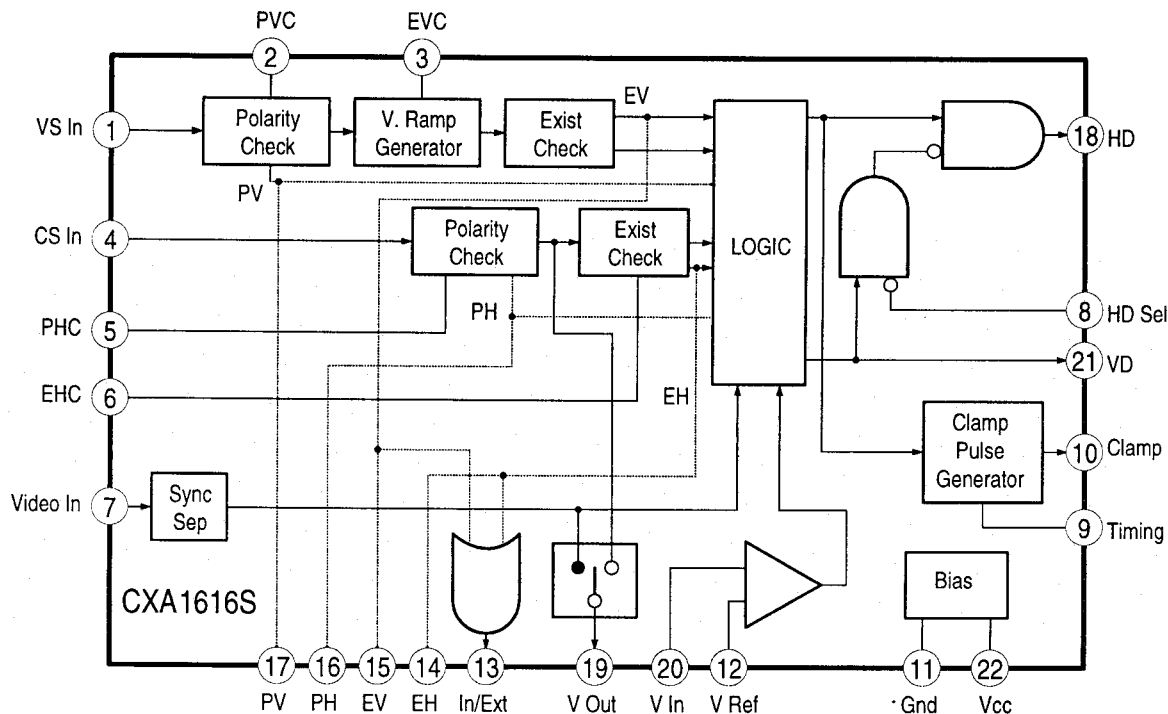 PVC
EVC
2
3
VS In
1
Polarity
Check
V. Ramp
Generator
Exist
Check
EV
PV
LOGIC
18
HD
CS In
4
Polarity
Check
Exist
Check
PHC
5
PH
8
HD Sel
21
VD
EHC
6
EH
Clamp
Pulse
Generator
10
Clamp
Video In
7
Sync
Sep
9
Timing
Bias
CXA1616S
17
16
15
14
13
19
20
12
11
22
PV
PH
EV
EH
In/Ext
V Out
V In
V Ref
Gnd
Vcc